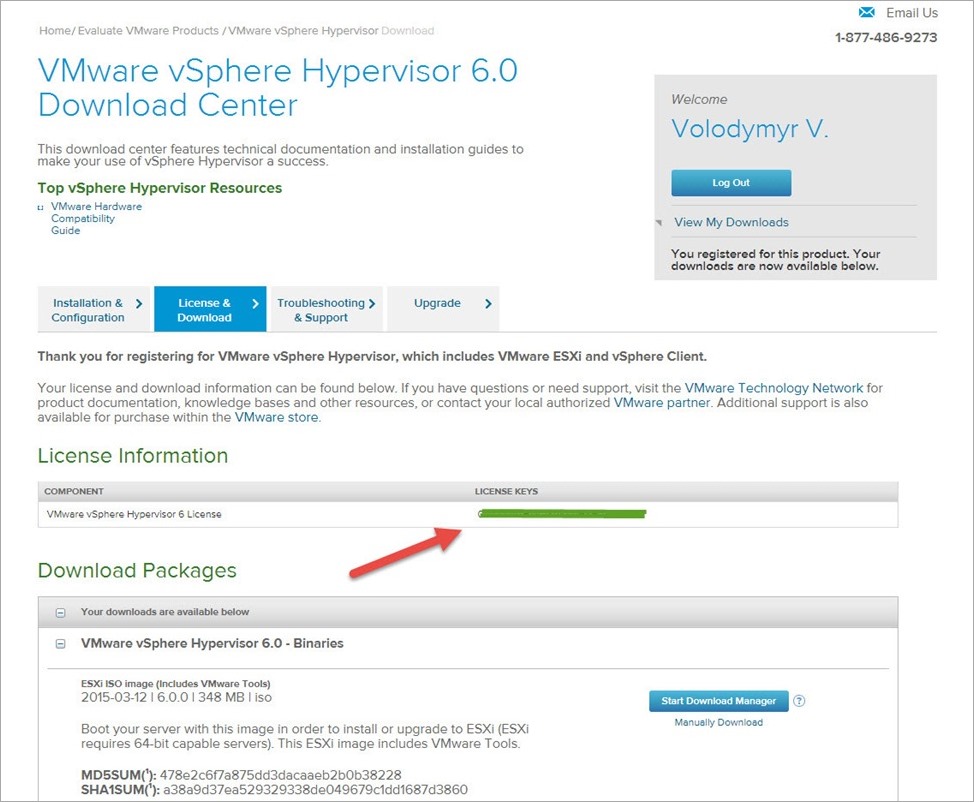 Email Us
1-877-486-9273
Home/ Evaluate VMware Products / VMware vSphere Hypervisor Download
VMware vSphere Hypervisor 6.0
Download Center
This download center features technical documentation and installation guides to
make your use of vSphere Hypervisor a success.
Top vSphere Hypervisor Resources
VMware Hardware
Compatibility
Guide
Welcome
Volodymyr V.
Log Out
View My Downloads
You registered for this product. Your
downloads are now available below.
Installation &
Configuration
License &
Download
Troubleshooting
& Support
Upgrade
Thank you for registering for VMware vSphere Hypervisor, which includes VMware ESXi and vSphere Client.
Your license and download information can be found below. If you have questions or need support, visit the VMware Technology Network for
product documentation, knowledge bases and other resources, or contact your local authorized VMware partner. Additional support is also
available for purchase within the VMware store.
License Information
COMPONENT LICENSE KEYS
VMware vSphere Hypervisor 6 License
Download Packages
Your downloads are available below
VMware vSphere Hypervisor 6.0 - Binaries
ESXi ISO image (Includes VMware Tools)
2015-03-12 | 6.0.0 | 348 MB | iso
Start Download Manager ?
Manually Download
Boot your server with this image in order to install or upgrade to ESXi (ESXi
requires 64-bit capable servers). This ESXi image includes VMware Tools.
MD5SUM(¹): 478e2c6f7a875dd3dacaaeb2b0b38228
SHA1SUM(¹): a38a9d37ea529329338de049679c1dd1687d3860